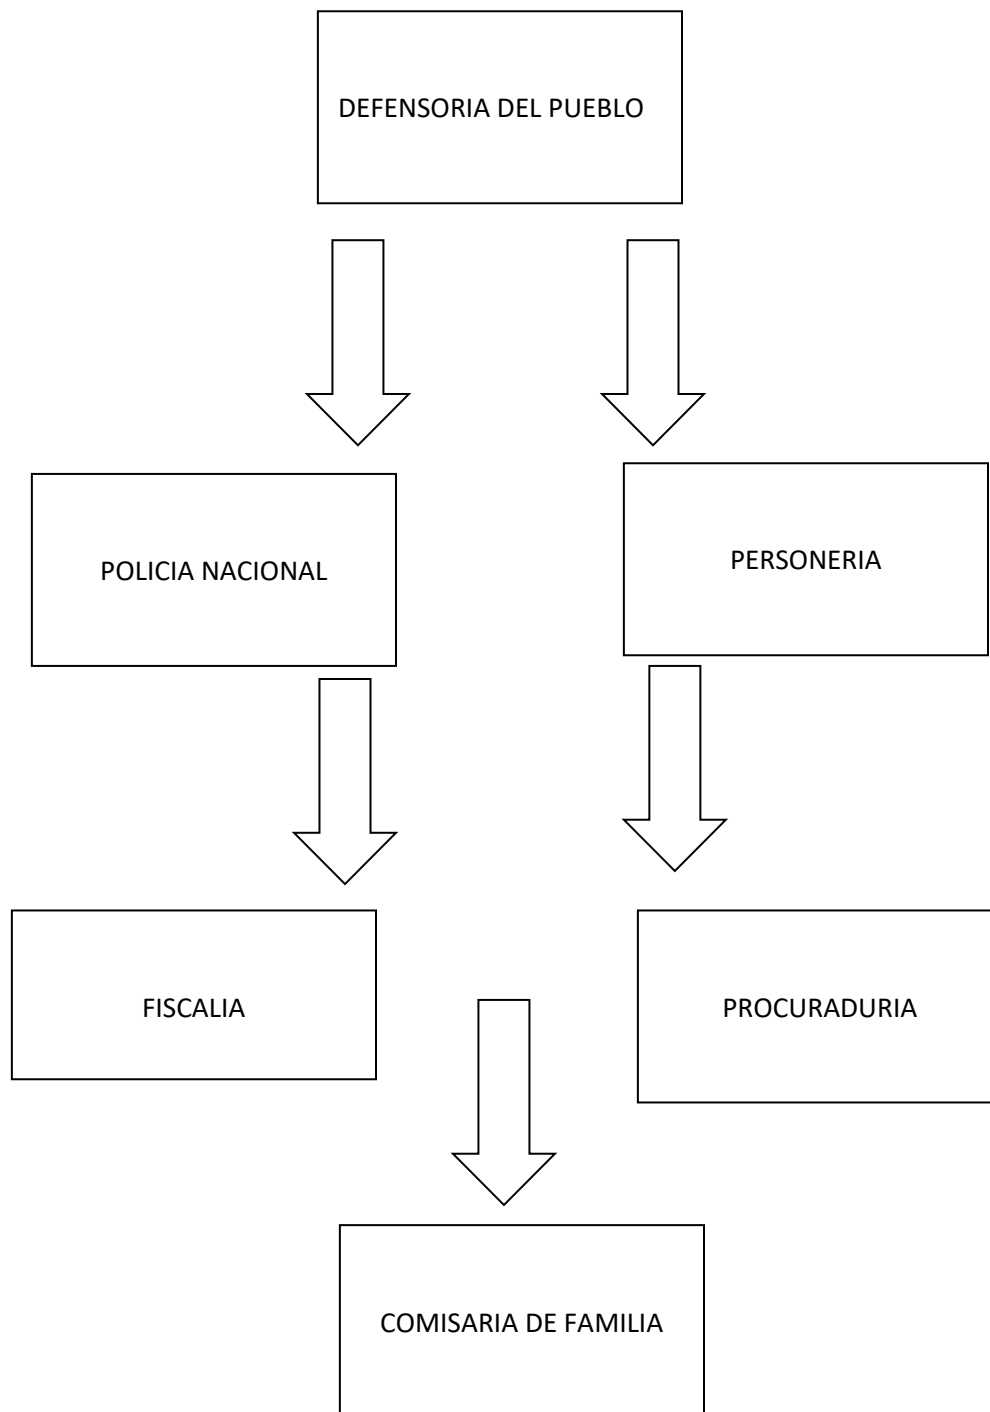 DEFENSORIA DEL PUEBLO
POLICIA NACIONAL
PERSONERIA
FISCALIA
PROCURADURIA
COMISARIA DE FAMILIA